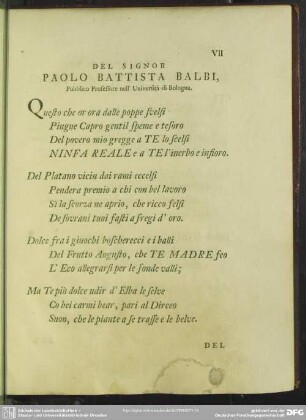 VII
DEL SIGNOR
PAOLO BATTISTA BALBI,
Pubblico Professore nell' Università di Bologna.
Questo che or ora dalle poppe svelsi
Pingue Capro gentil speme e tesoro
Del povero mio gregge a TE lo scelsi
NINFA REALE e a TE l'inerbo e infioro.
Del Platano vicin dai rami eccelsi
Pendera premio a chi con bel lavoro
Sì la scorza ne aprio, che ricco felsi
De sovrani tuoi fasti a fregi d' oro.
Dolce fra i giuochi boscherecci e i balli
Del Frutto Augusto, che TE MADRE feo
L' Eco allegrarsi per le fonde valli;
Ma Te più dolce udir d' Elba le selve
Co bei carmi bear, pari al Dirceo
Suon, che le piante a se trasse e le belve.
DEL